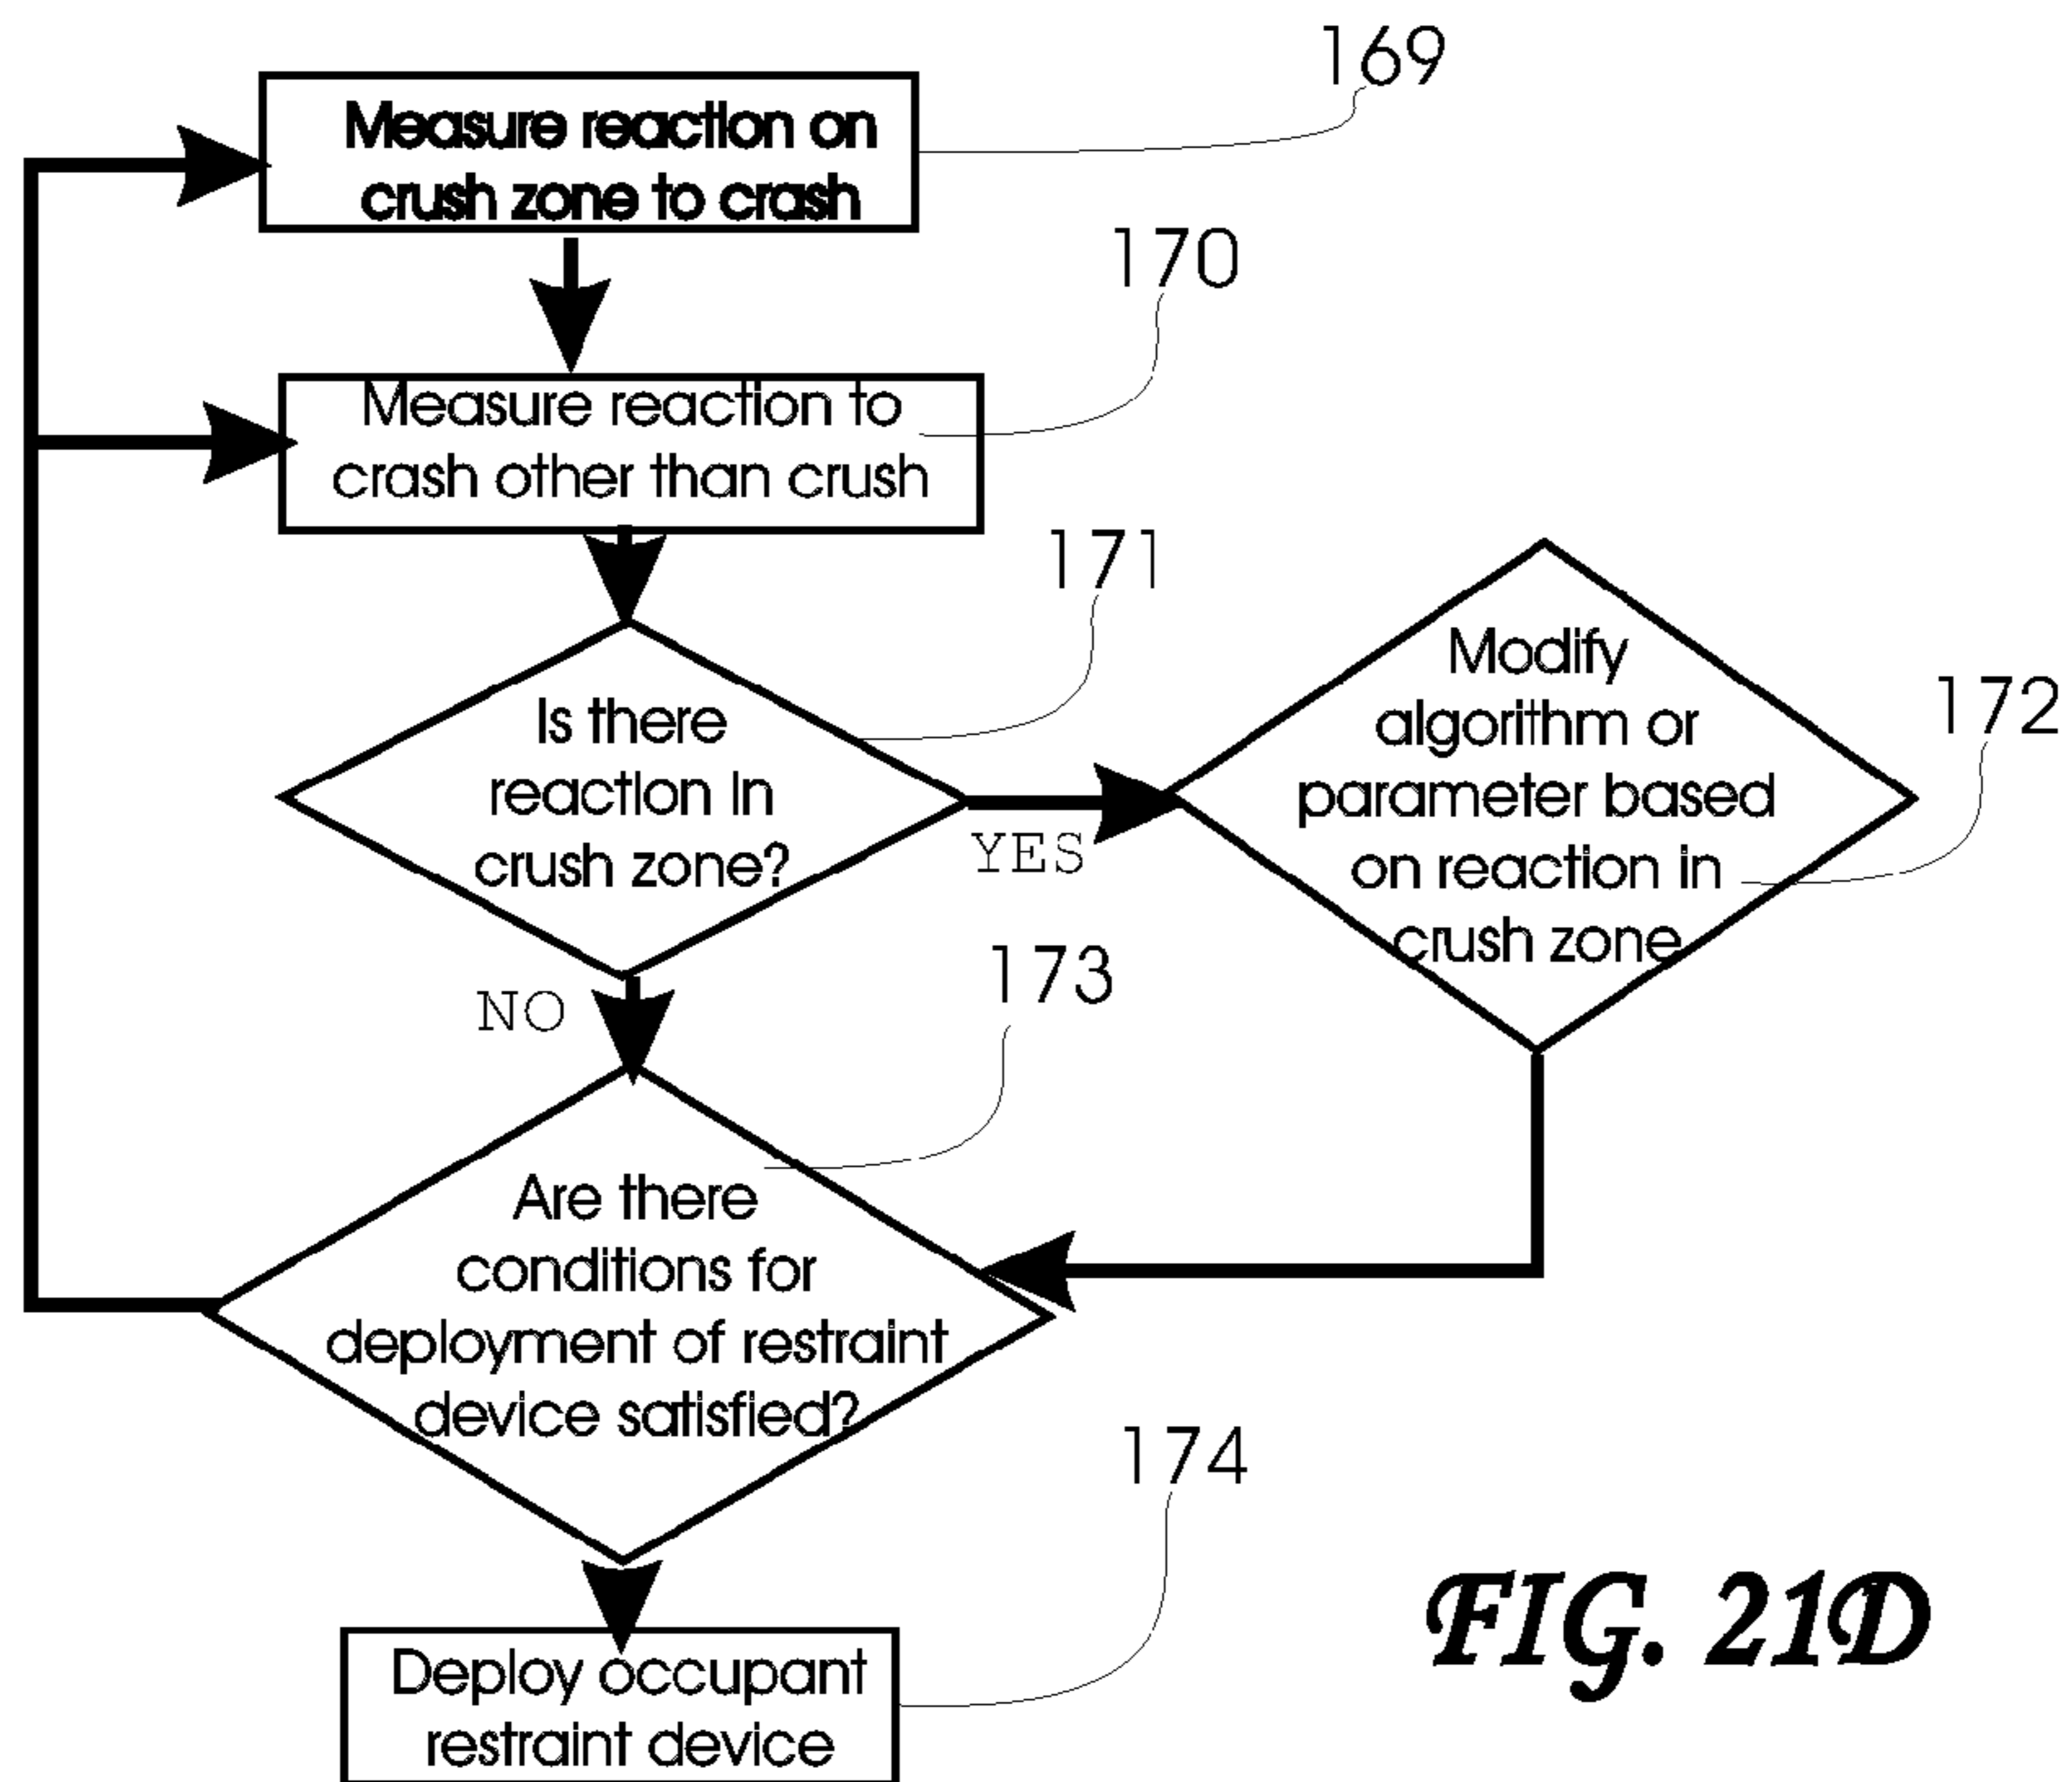 169
Measure reaction on
crush zone to crash
170
Measure reaction to
crash other than crush
171
Is there
reaction in
crush zone?
YES
Modify
algorithm or
parameter based
on reaction in
crush zone
172
NO
173
Are there
conditions for
deployment of restraint
device satisfied?
174
Deploy occupant
restraint device
FIG. 21D